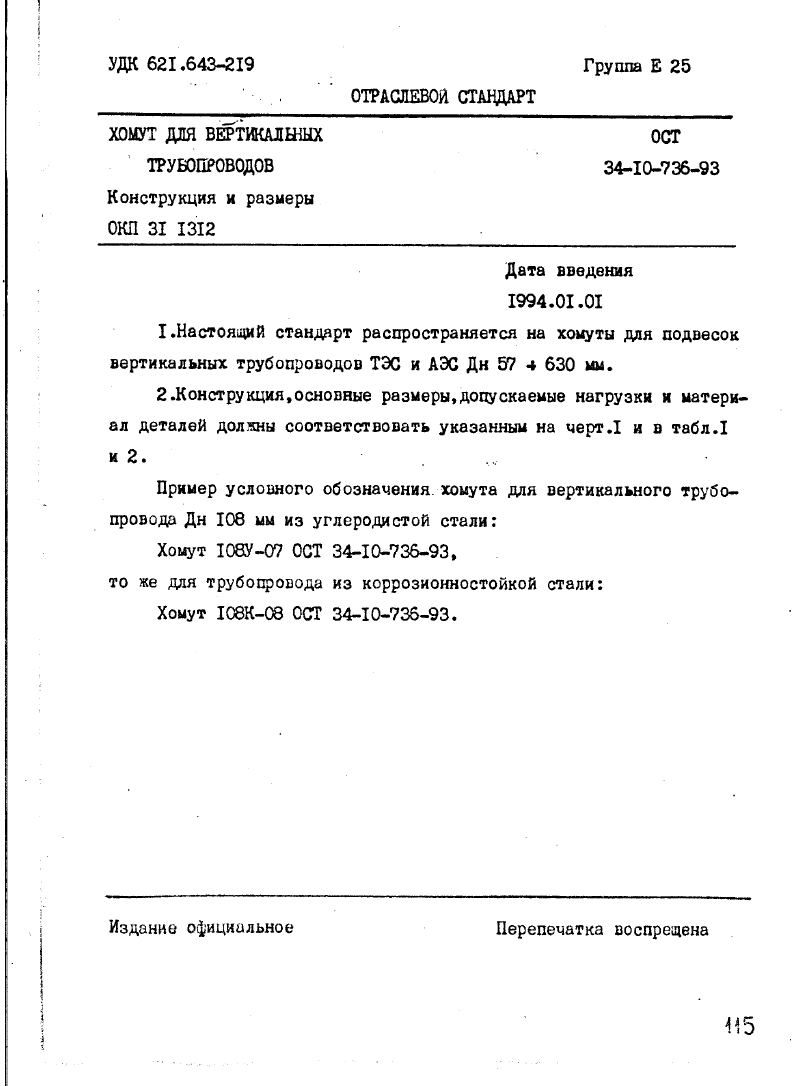 УДК 621.643-219 Группа Е 25
ОТРАСЛЕВОЙ СТАНДАРТ
ХОМУТ ДЛЯ ВЕРТИКАЛЬНЫХ ОСТ
ТРУБОПРОВОДОВ 34-10-736-93
Конструкция и размеры
ОКП 31 1312
Дата введения
1994.01.01
1.Настоящий стандарт распространяется на хомуты для подвесок
вертикальных трубопроводов ТЭС и АЭС Дн 57 ÷ 630 мм.
2.Конструкция,основные размеры,допускаемые нагрузки и матери-
ал деталей должны соответствовать указанным на черт.1 и в табл.1
и 2.
Пример условного обозначения хомута для вертикального трубо-
провода Дн 108 мм из углеродистой стали:
Хомут 108У-07 ОСТ 34-10-736-93,
то же для трубопровода из коррозионностойкой стали:
Хомут 108К-08 ОСТ 34-10-736-93.
Издание официальное Перепечатка воспрещена
115